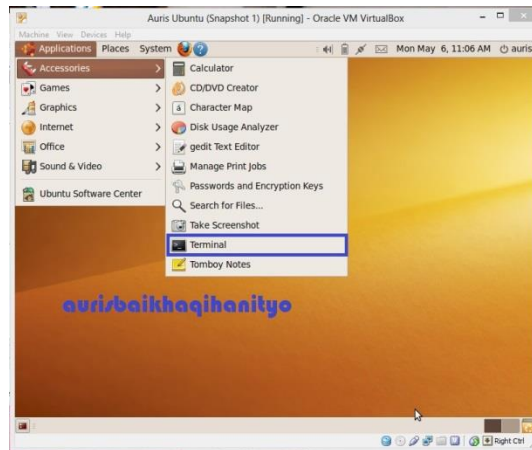 Auris Ubuntu (Snapshot 1) [Running] - Oracle VM VirtualBox
Machine View Devices Help
Applications Places System Mon May 6, 11:06 AM auris
Accessories
Games
Graphics
Internet
Office
Sound & Video
Ubuntu Software Center
Calculator
CD/DVD Creator
Character Map
Disk Usage Analyzer
gedit Text Editor
Manage Print Jobs
Passwords and Encryption Keys
Search for Files...
Take Screenshot
Terminal
Tomboy Notes
aurisbaikhaqihanityo
Right Ctrl